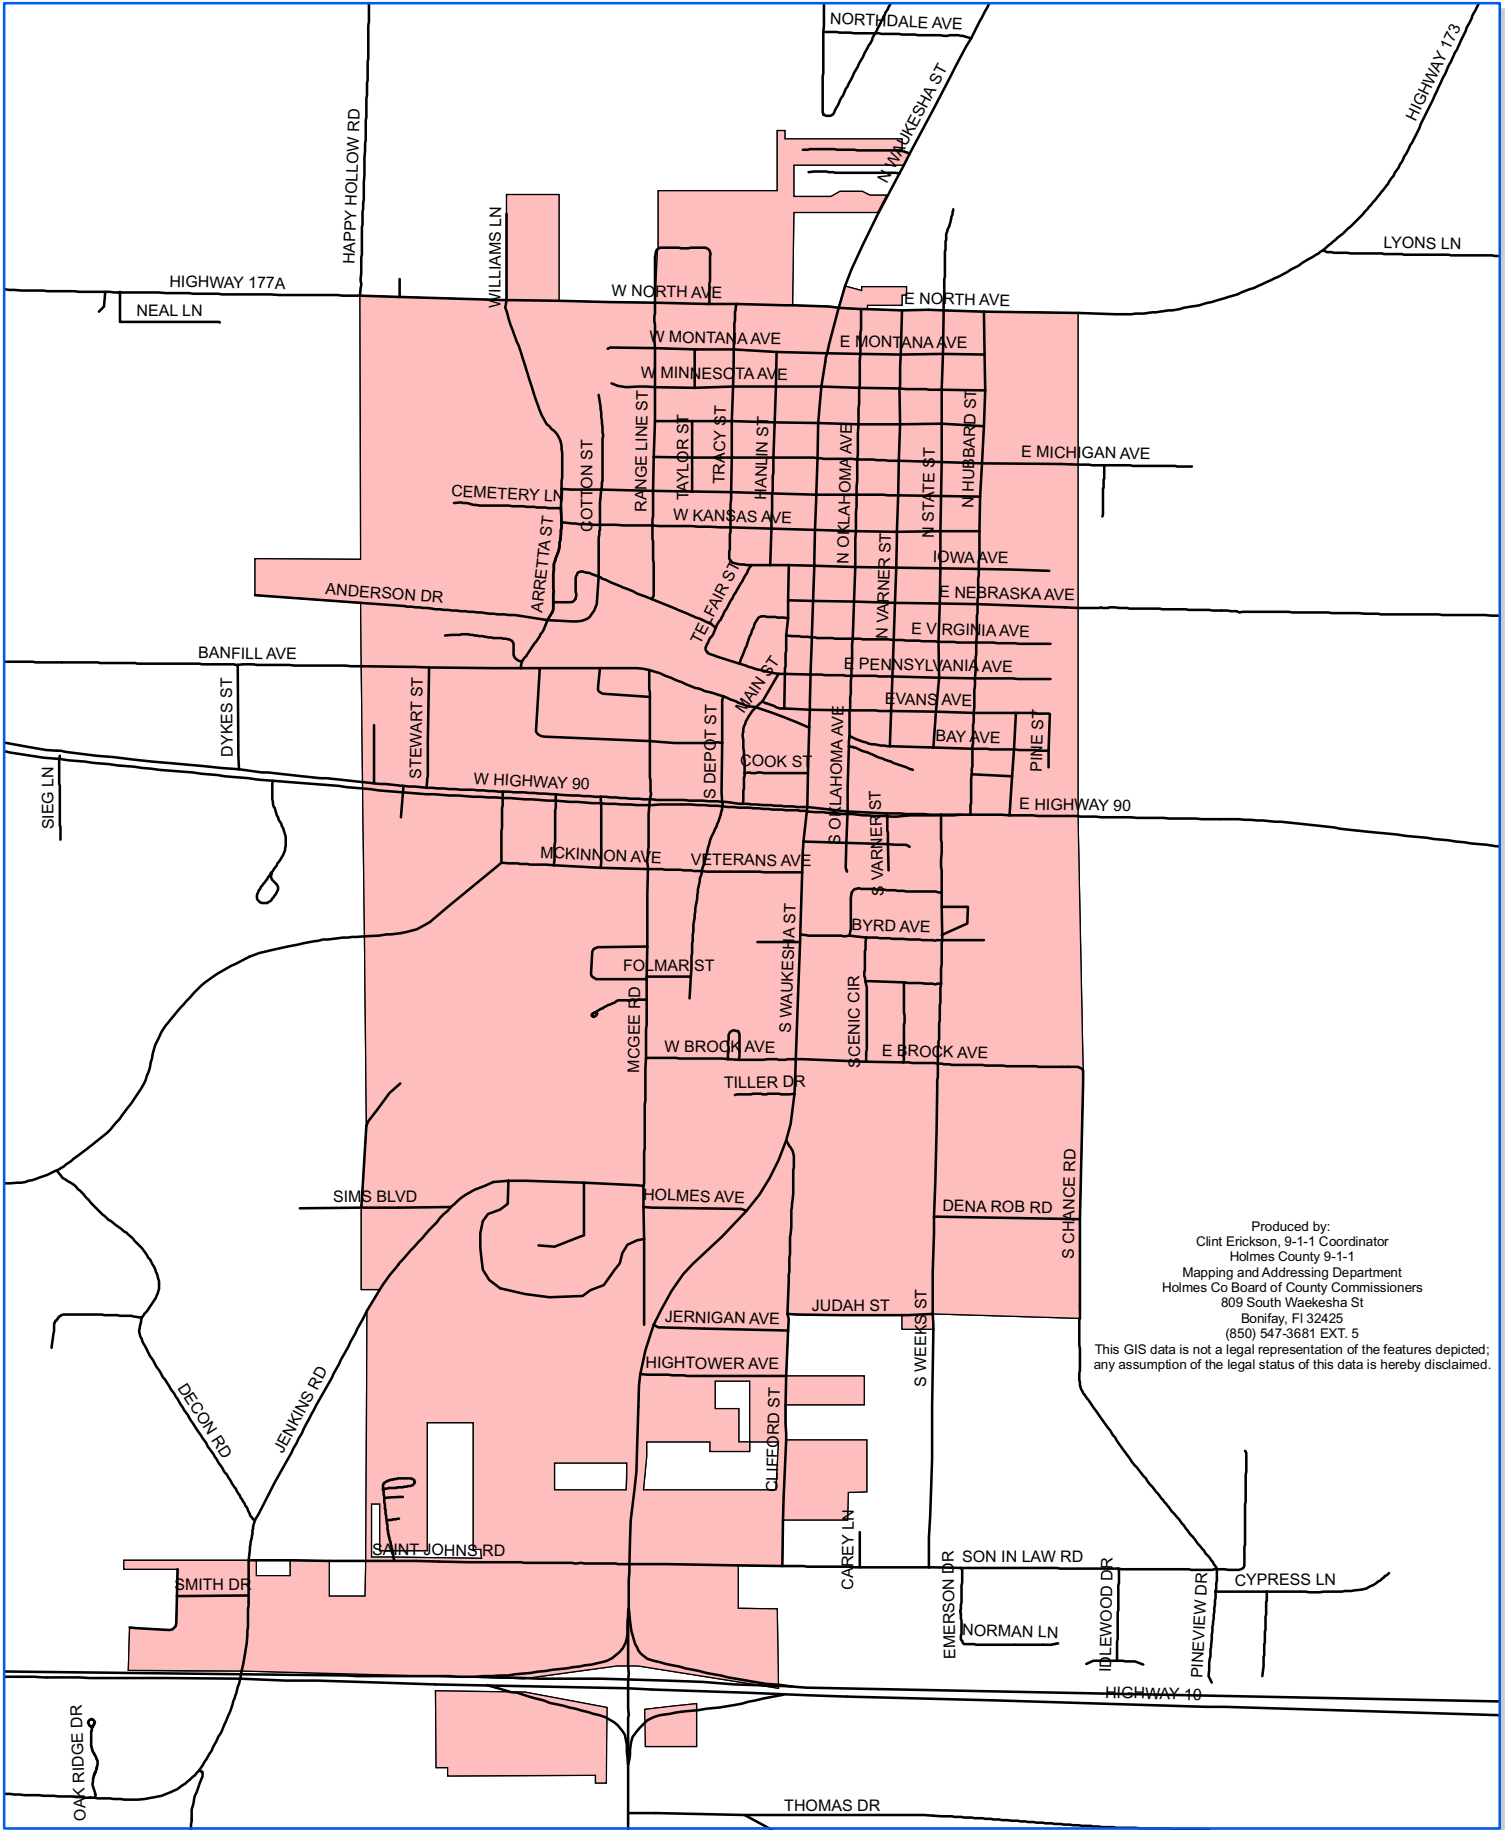 NORTHDALE AVE
HIGHWAY 173
N WAUKESHA ST
HAPPY HOLLOW RD
WILLIAMS LN
LYONS LN
HIGHWAY 177A
NEAL LN
W NORTH AVE
E NORTH AVE
W MONTANA AVE
E MONTANA AVE
W MINNESOTA AVE
RANGE LINE ST
TAYLOR ST
TRACY ST
HANLIN ST
N OKLAHOMA AVE
N STATE ST
N HUBBARD ST
COTTON ST
E MICHIGAN AVE
CEMETERY LN
W KANSAS AVE
ARRETTA ST
N VARNER ST
IOWA AVE
ANDERSON DR
TELFAIR ST
E NEBRASKA AVE
E VIRGINIA AVE
BANFILL AVE
E PENNSYLVANIA AVE
MAIN ST
DYKES ST
STEWART ST
EVANS AVE
S DEPOT ST
S OKLAHOMA AVE
BAY AVE
PINE ST
COOK ST
SIEG LN
W HIGHWAY 90
E HIGHWAY 90
S VARNER ST
MCKINNON AVE
VETERANS AVE
S WAUKESHA ST
BYRD AVE
FOLMAR ST
MCGEE RD
SCENIC CIR
W BROCK AVE
E BROCK AVE
TILLER DR
SIMS BLVD
HOLMES AVE
DENA ROB RD
S CHANCE RD
Produced by:
Clint Erickson, 9-1-1 Coordinator
Holmes County 9-1-1
Mapping and Addressing Department
Holmes Co Board of County Commissioners
809 South Waekesha St
Bonifay, Fl 32425
(850) 547-3681 EXT. 5
This GIS data is not a legal representation of the features depicted;
any assumption of the legal status of this data is hereby disclaimed.
JUDAH ST
JERNIGAN AVE
S WEEKS ST
HIGHTOWER AVE
DECON RD
JENKINS RD
CLIFFORD ST
SAINT JOHNS RD
CAREY LN
SON IN LAW RD
SMITH DR
EMERSON DR
NORMAN LN
IDLEWOOD DR
PINEVIEW DR
CYPRESS LN
HIGHWAY 10
OAK RIDGE DR
THOMAS DR